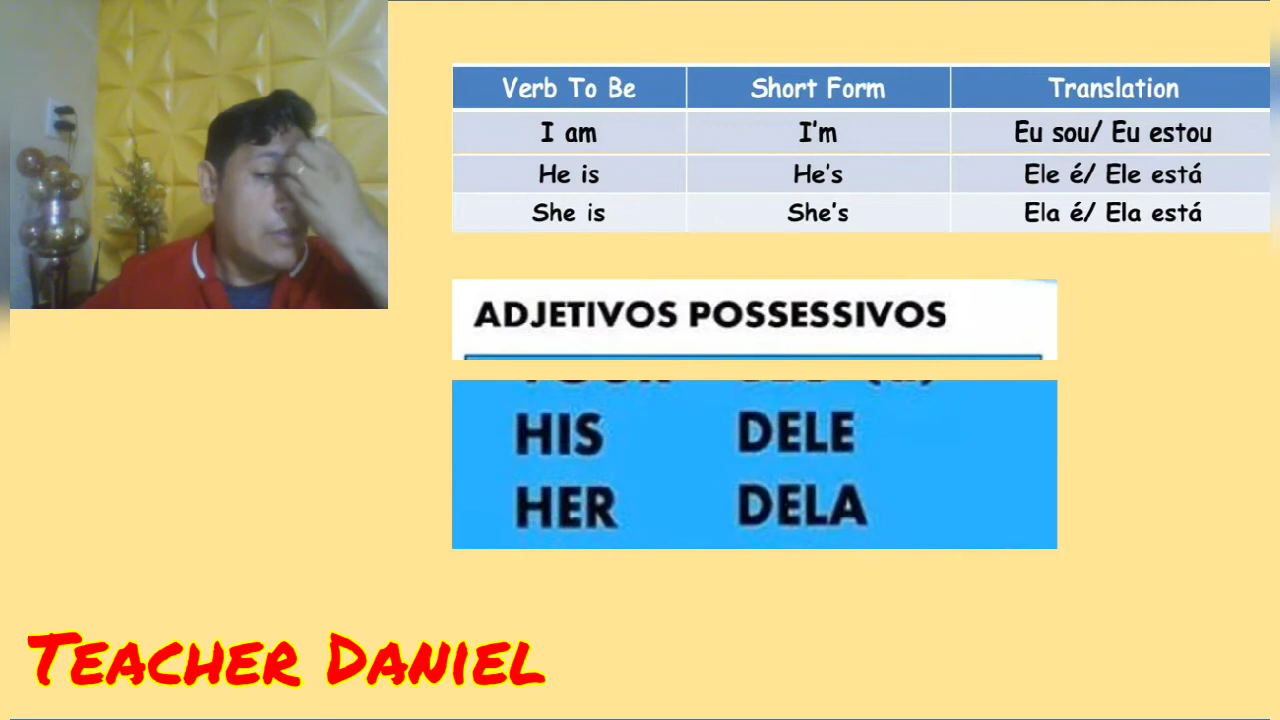 Verb To Be Short Form Translation
I am I'm Eu sou/ Eu estou
He is He's Ele é/ Ele está
She is She's Ela é/ Ela está
ADJETIVOS POSSESSIVOS
HIS DELE
HER DELA
TEACHER DANIEL